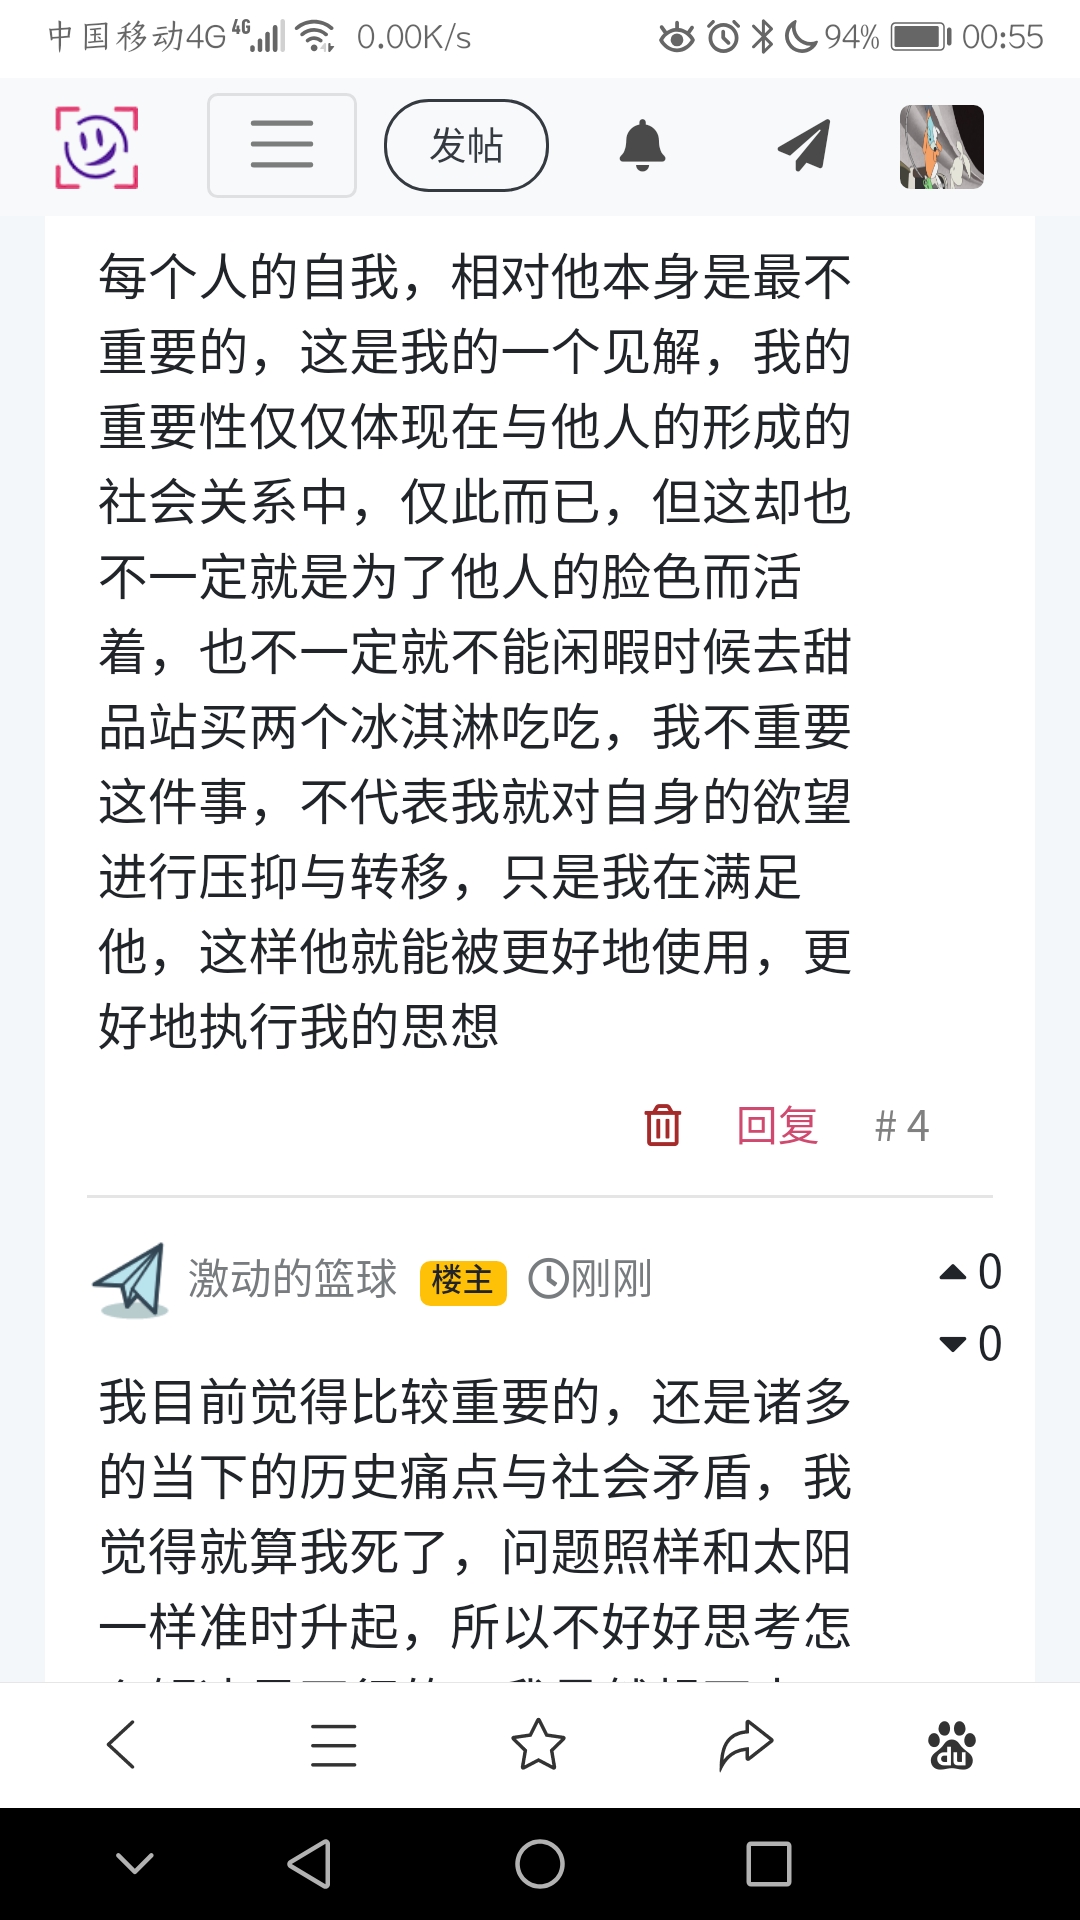 中国移动4G 4G 0.00K/s 94% 00:55
发帖
每个人的自我，相对他本身是最不
重要的，这是我的一个见解，我的
重要性仅仅体现在与他人的形成的
社会关系中，仅此而已，但这却也
不一定就是为了他人的脸色而活
着，也不一定就不能闲暇时候去甜
品站买两个冰淇淋吃吃，我不重要
这件事，不代表我就对自身的欲望
进行压抑与转移，只是我在满足
他，这样他就能被更好地使用，更
好地执行我的思想
回复 #4
激动的篮球 楼主 刚刚
0
0
我目前觉得比较重要的，还是诸多
的当下的历史痛点与社会矛盾，我
觉得就算我死了，问题照样和太阳
一样准时升起，所以不好好思考怎
du